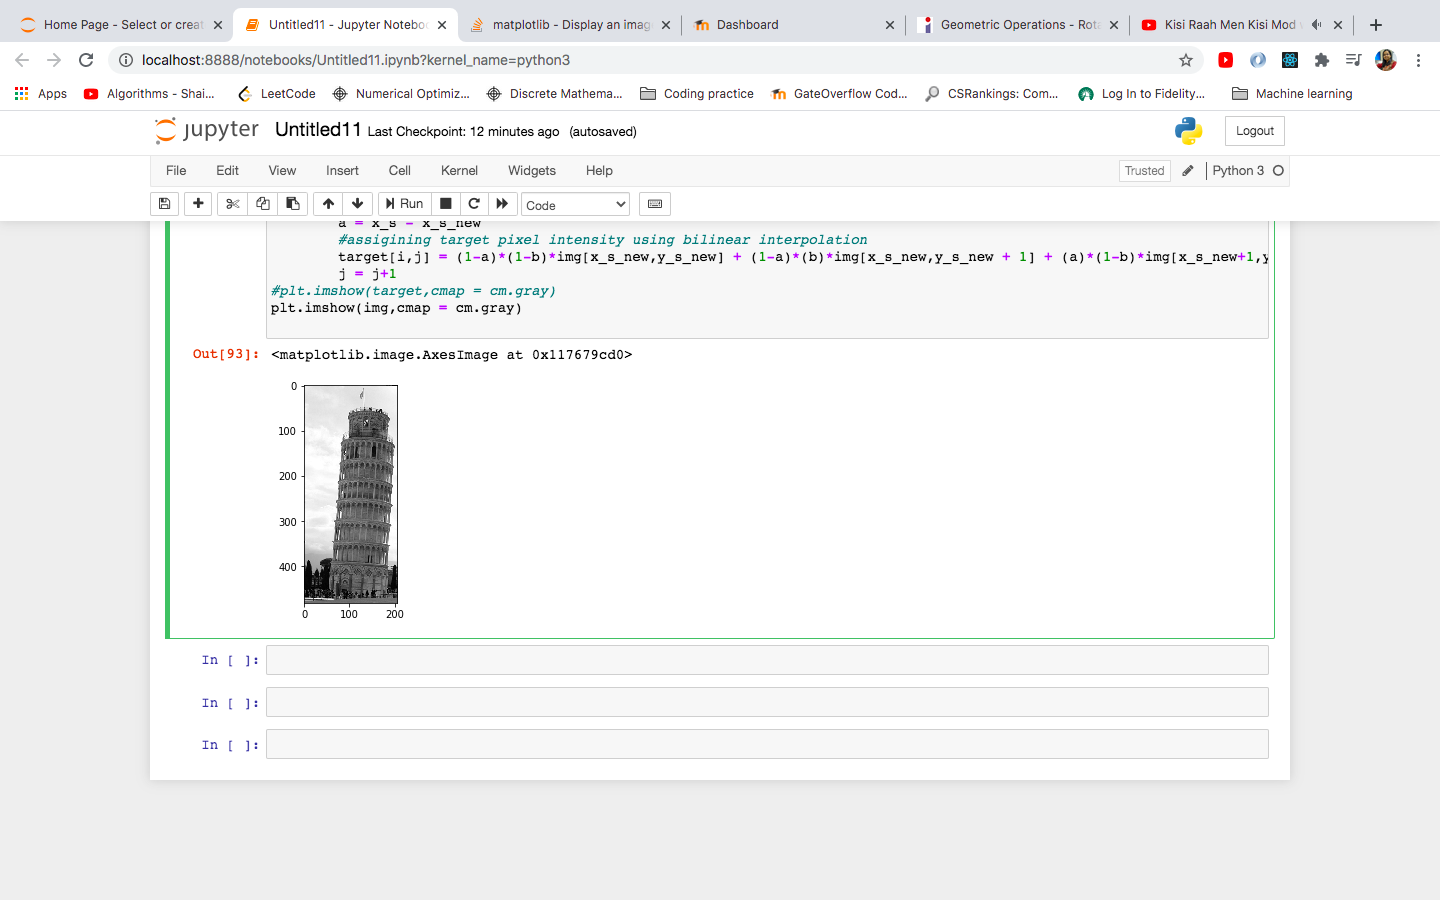 Home Page - Select or creat
Untitled11 - Jupyter Noteboo
matplotlib - Display an imag
Dashboard
Geometric Operations - Rota
Kisi Raah Men Kisi Mod
localhost:8888/notebooks/Untitled11.ipynb?kernel_name=python3
Apps
Algorithms - Shai...
LeetCode
Numerical Optimiz...
Discrete Mathema...
Coding practice
GateOverflow Cod...
CSRankings: Com...
Log In to Fidelity...
Machine learning
jupyter Untitled11 Last Checkpoint: 12 minutes ago (autosaved)
Logout
File Edit View Insert Cell Kernel Widgets Help
Trusted
Python 3
Run
Code
a = x_s - x_s_new
#assigining target pixel intensity using bilinear interpolation
target[i,j] = (1-a)*(1-b)*img[x_s_new,y_s_new] + (1-a)*(b)*img[x_s_new,y_s_new + 1] + (a)*(1-b)*img[x_s_new+1,y
j = j+1
#plt.imshow(target,cmap = cm.gray)
plt.imshow(img,cmap = cm.gray)
Out[93]: <matplotlib.image.AxesImage at 0x117679cd0>
0
100
200
300
400
0 100 200
In [ ]:
In [ ]:
In [ ]: